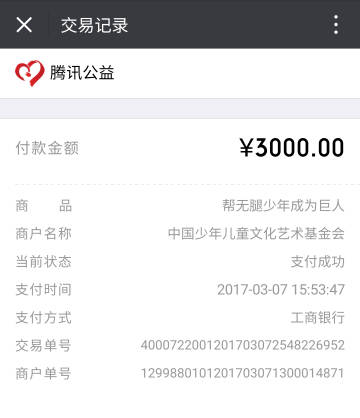 交易记录
腾讯公益
付款金额 ¥3000.00
商 品 帮无腿少年成为巨人
商户名称 中国少年儿童文化艺术基金会
当前状态 支付成功
支付时间 2017-03-07 15:53:47
支付方式 工商银行
交易单号 4000722001201703072548226952
商户单号 1299880101201703071300014871